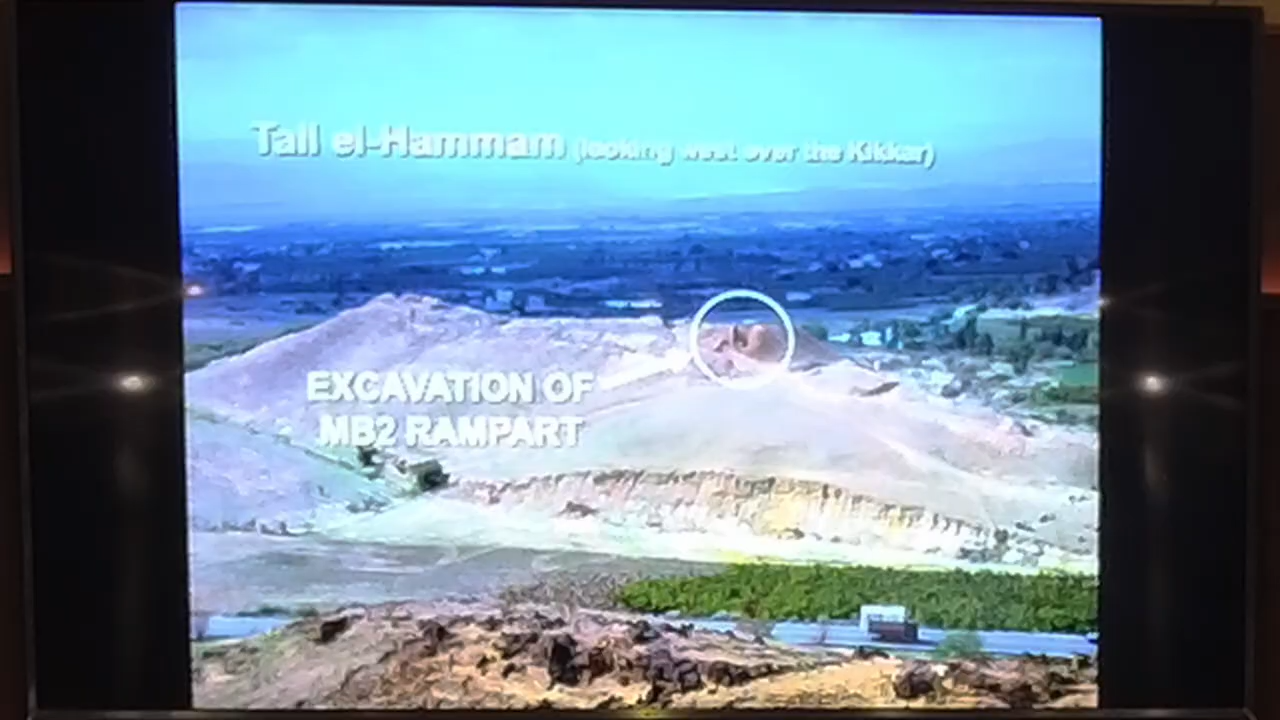 Tall el-Hammam (looking west over the Kikkar)
EXCAVATION OF
MB2 RAMPART